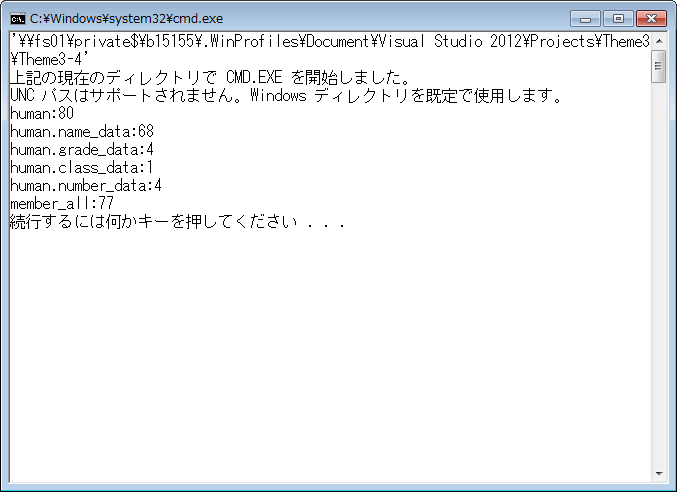 C:¥Windows¥system32¥cmd.exe
'¥¥fs01¥private$¥b15155¥.WinProfiles¥Document¥Visual Studio 2012¥Projects¥Theme3
¥Theme3-4'
上記の現在のディレクトリで CMD.EXE を開始しました。
UNC パスはサポートされません。Windows ディレクトリを既定で使用します。
human:80
human.name_data:68
human.grade_data:4
human.class_data:1
human.number_data:4
member_all:77
続行するには何かキーを押してください . . .